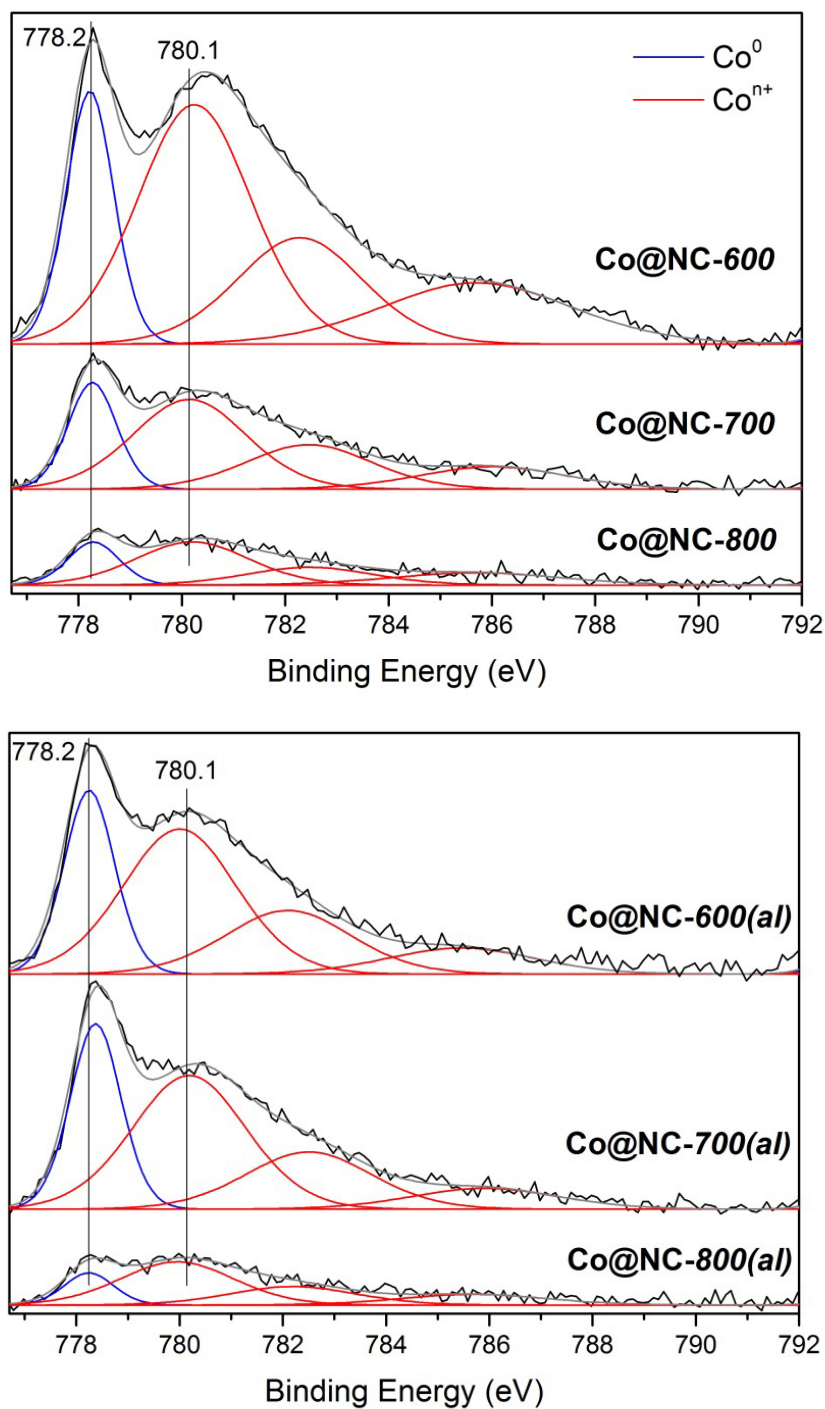 778.2
780.1
Co⁰
Coⁿ⁺
Co@NC-600
Co@NC-700
Co@NC-800
778 780 782 784 786 788 790 792
Binding Energy (eV)
778.2
780.1
Co@NC-600(al)
Co@NC-700(al)
Co@NC-800(al)
778 780 782 784 786 788 790 792
Binding Energy (eV)